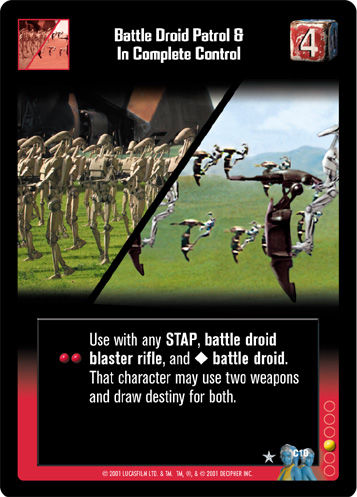 Battle Droid Patrol &
In Complete Control
4
Use with any STAP, battle droid
blaster rifle, and ◆ battle droid.
That character may use two weapons
and draw destiny for both.
C10
© 2001 LUCASFILM LTD. & TM. TM, ®, & © 2001 DECIPHER INC.